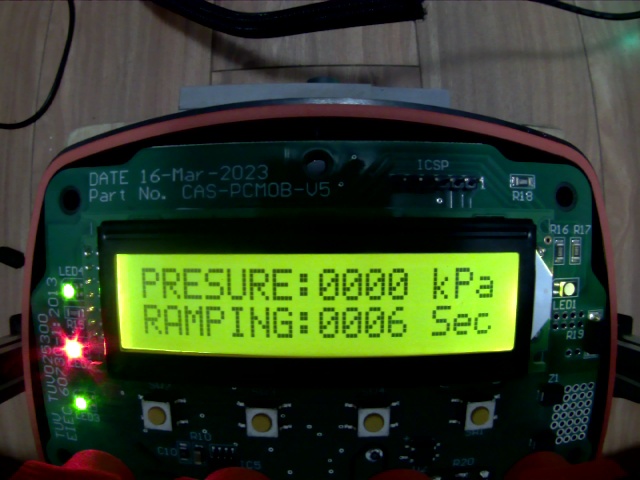 DATE 16-Mar-2023
Part No. CAS-PCMOB-V5
ICSP
R18
R16 R17
LED4
PRESURE:0000 kPa
RAMPING:0006 Sec
LED1
R19
Z1
R10
C10
IC5
R20